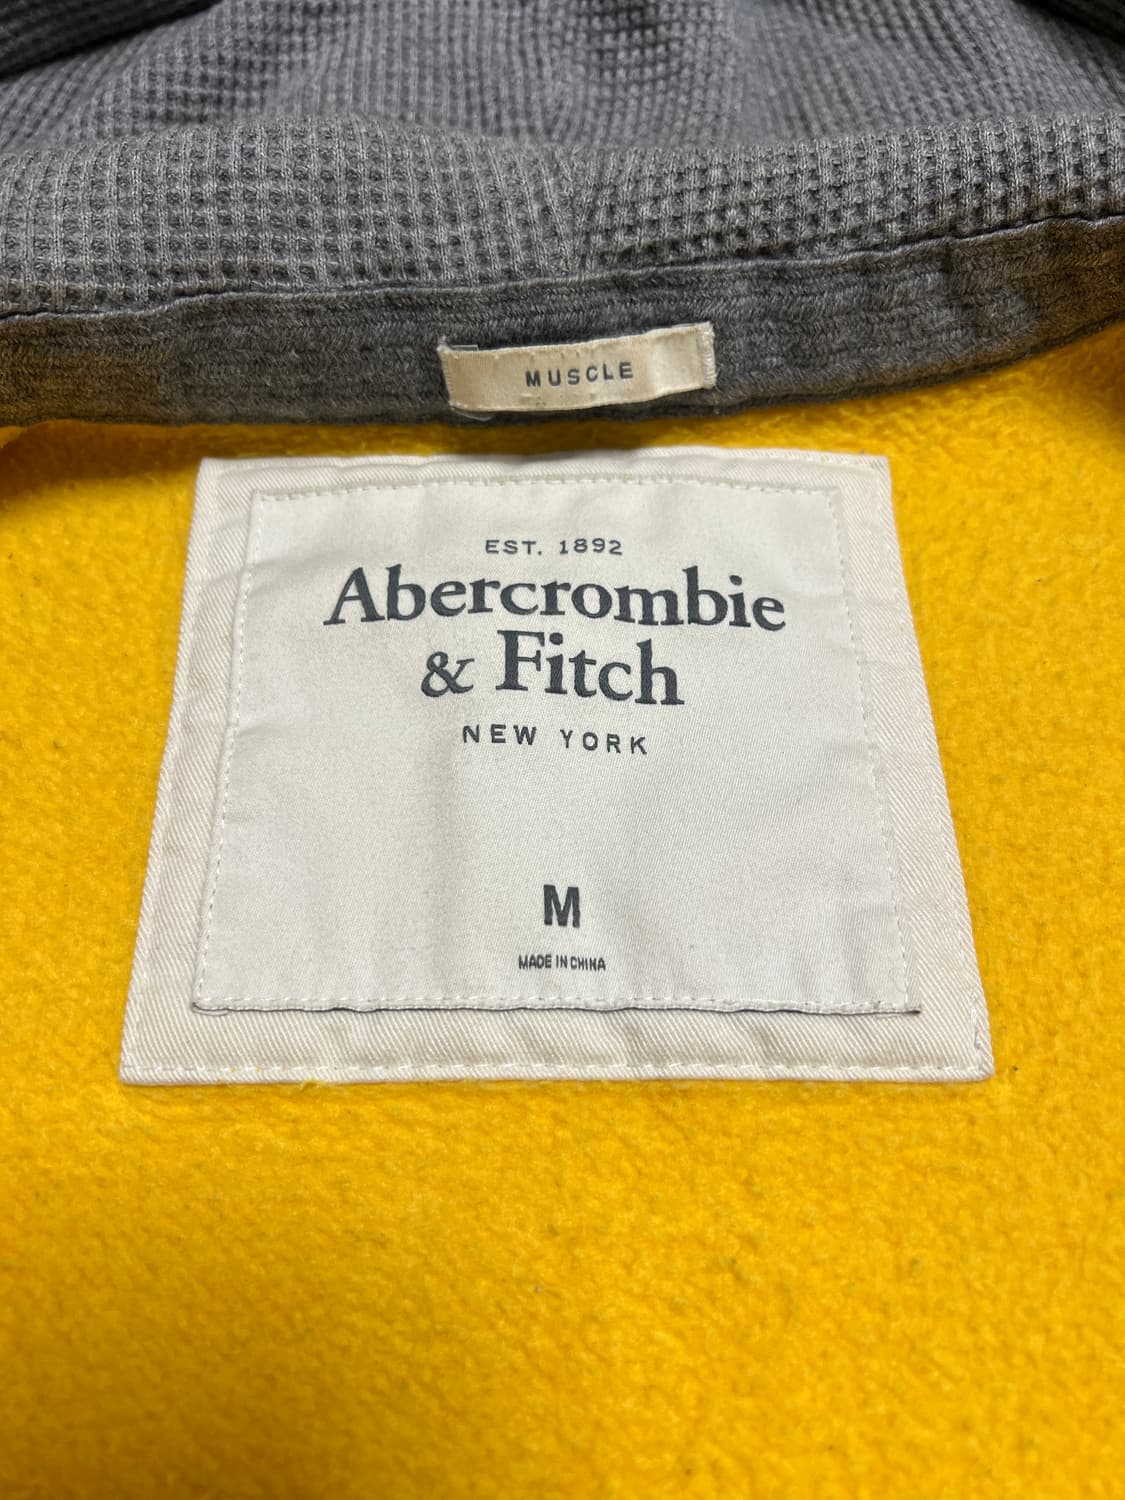 MUSCLE
EST. 1892
Abercrombie
& Fitch
NEW YORK
M
MADE IN CHINA